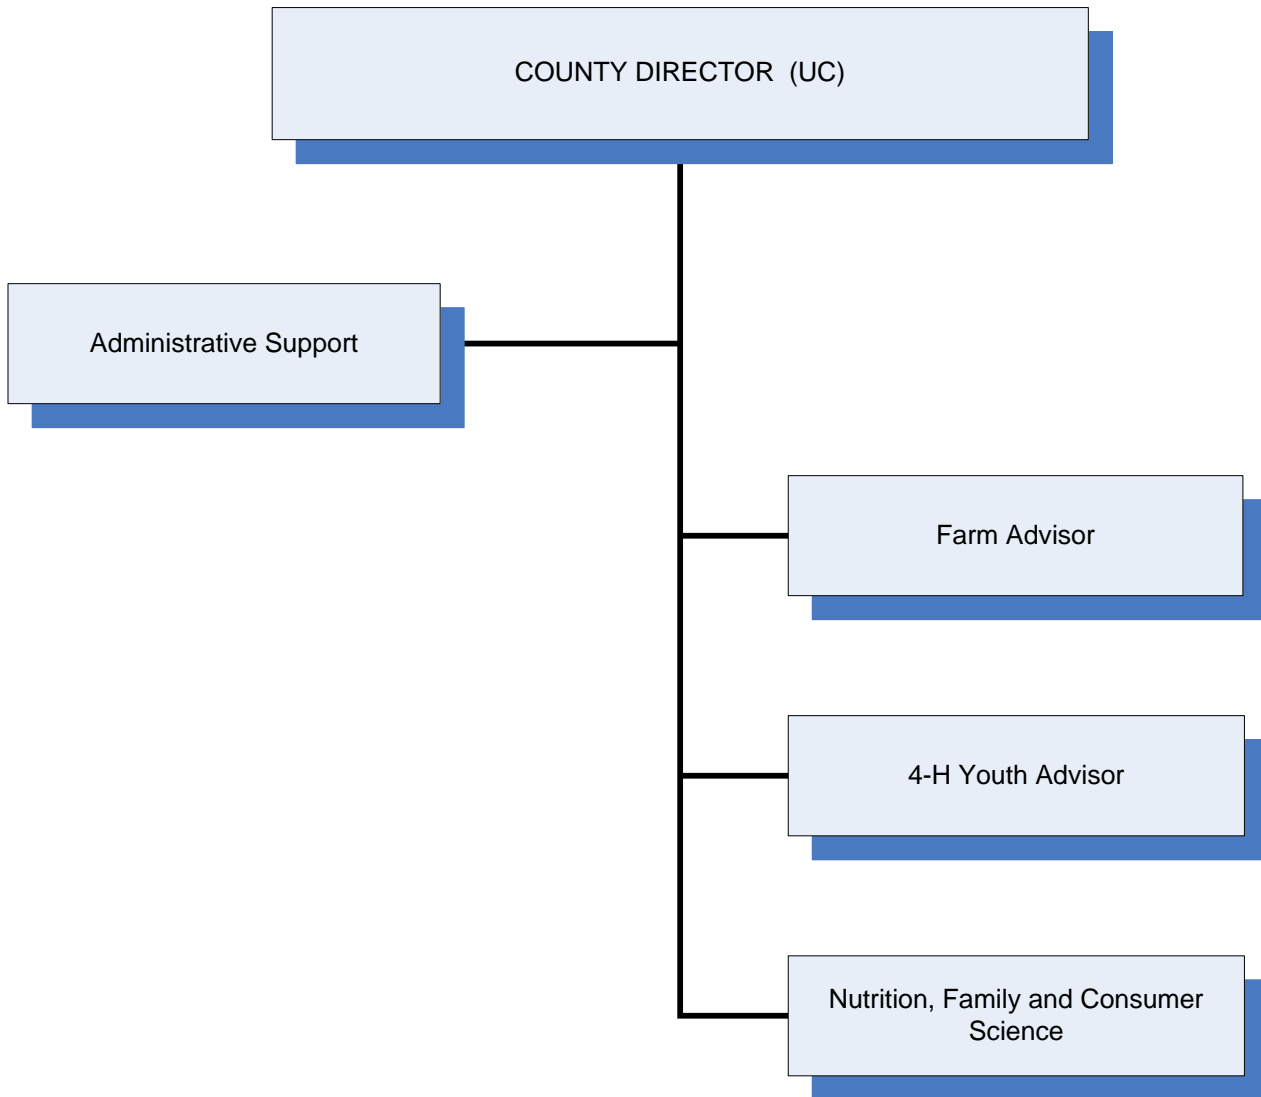 COUNTY DIRECTOR  (UC)
Administrative Support
Farm Advisor
4-H Youth Advisor
Nutrition, Family and Consumer
Science